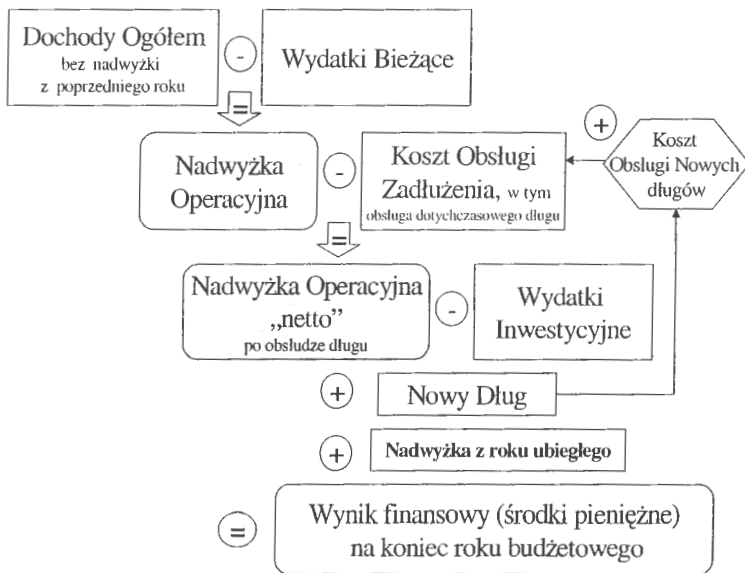 Dochody Ogółem
bez nadwyżki
z poprzedniego roku
-
Wydatki Bieżące
=
Nadwyżka
Operacyjna
-
Koszt Obsługi
Zadłużenia, w tym
obsługa dotychczasowego długu
+
Koszt
Obsługi Nowych
długów
=
Nadwyżka Operacyjna
„netto”
po obsłudze długu
-
Wydatki
Inwestycyjne
+
Nowy Dług
+
Nadwyżka z roku ubiegłego
=
Wynik finansowy (środki pieniężne)
na koniec roku budżetowego